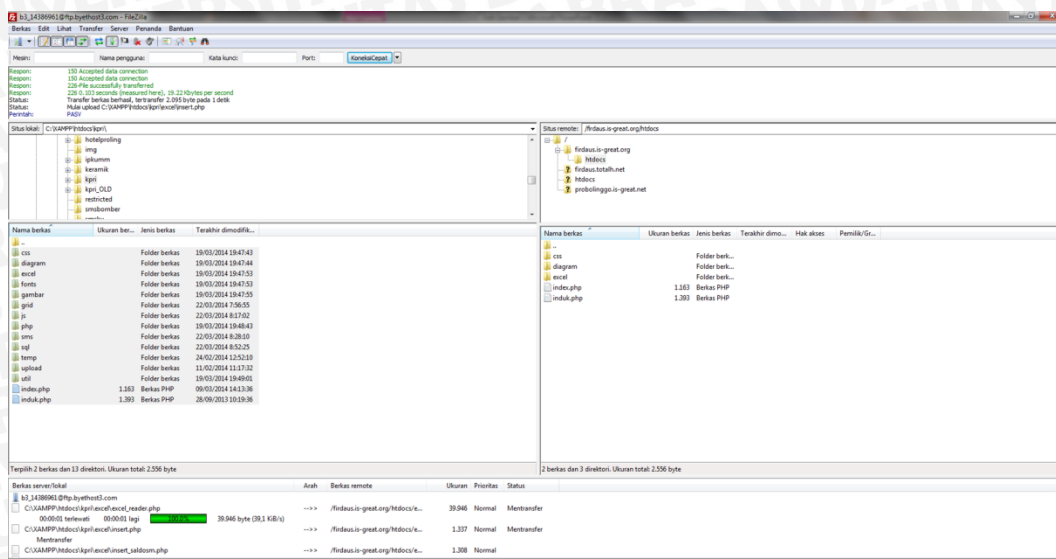 b3_14386961@ftp.byethost3.com - FileZilla
Berkas Edit Lihat Transfer Server Penanda Bantuan
Mesin: Nama pengguna: Kata kunci: Port: KoneksiCepat
Respon: 150 Accepted data connection
Respon: 150 Accepted data connection
Respon: 226-File successfully transferred
Respon: 226 0.103 seconds (measured here), 19.22 Kbytes per second
Status: Transfer berkas berhasil, tertransfer 2.095 byte pada 1 detik
Status: Mulai upload C:\XAMPP\htdocs\kpri\excel\insert.php
Perintah: PASV
Situs lokal: C:\XAMPP\htdocs\kpri\
hotelproling
img
ipkumm
keramik
kpri
kpri_OLD
restricted
smsbomber
Situs remote: /firdaus.is-great.org/htdocs
/
firdaus.is-great.org
htdocs
firdaus.totalh.net
htdocs
probolinggo.is-great.net
Nama berkas Ukuran ber... Jenis berkas Terakhir dimodifik...
..
css Folder berkas 19/03/2014 19:47:43
diagram Folder berkas 19/03/2014 19:47:44
excel Folder berkas 19/03/2014 19:47:53
fonts Folder berkas 19/03/2014 19:47:53
gambar Folder berkas 19/03/2014 19:47:55
grid Folder berkas 22/03/2014 7:56:55
js Folder berkas 22/03/2014 8:17:02
php Folder berkas 19/03/2014 19:48:43
sms Folder berkas 22/03/2014 8:28:10
sql Folder berkas 22/03/2014 8:52:25
temp Folder berkas 24/02/2014 12:52:10
upload Folder berkas 11/02/2014 11:17:32
util Folder berkas 19/03/2014 19:49:01
index.php 1.163 Berkas PHP 09/03/2014 14:13:36
induk.php 1.393 Berkas PHP 28/09/2013 10:19:36
Terpilih 2 berkas dan 13 direktori. Ukuran total: 2.556 byte
Nama berkas Ukuran berkas Jenis berkas Terakhir dimo... Hak akses Pemilik/Gr...
..
css Folder berk...
diagram Folder berk...
excel Folder berk...
index.php 1.163 Berkas PHP
induk.php 1.393 Berkas PHP
2 berkas dan 3 direktori. Ukuran total: 2.556 byte
Berkas server/lokal Arah Berkas remote Ukuran Prioritas Status
b3_14386961@ftp.byethost3.com
C:\XAMPP\htdocs\kpri\excel\excel_reader.php -->> /firdaus.is-great.org/htdocs/e... 39.946 Normal Mentransfer
00:00:01 terlewati 00:00:01 lagi 100.0% 39.946 byte (39,1 KiB/s)
C:\XAMPP\htdocs\kpri\excel\insert.php -->> /firdaus.is-great.org/htdocs/e... 1.337 Normal Mentransfer
Mentransfer
C:\XAMPP\htdocs\kpri\excel\insert_saldosm.php -->> /firdaus.is-great.org/htdocs/e... 1.308 Normal